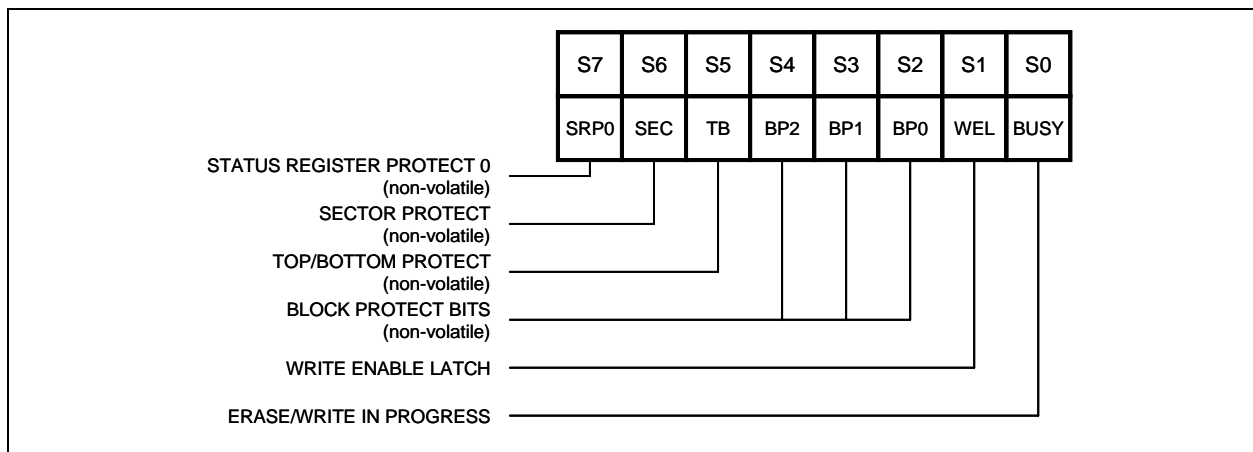 S7 S6 S5 S4 S3 S2 S1 S0
SRP0 SEC TB BP2 BP1 BP0 WEL BUSY
STATUS REGISTER PROTECT 0
(non-volatile)
SECTOR PROTECT
(non-volatile)
TOP/BOTTOM PROTECT
(non-volatile)
BLOCK PROTECT BITS
(non-volatile)
WRITE ENABLE LATCH
ERASE/WRITE IN PROGRESS